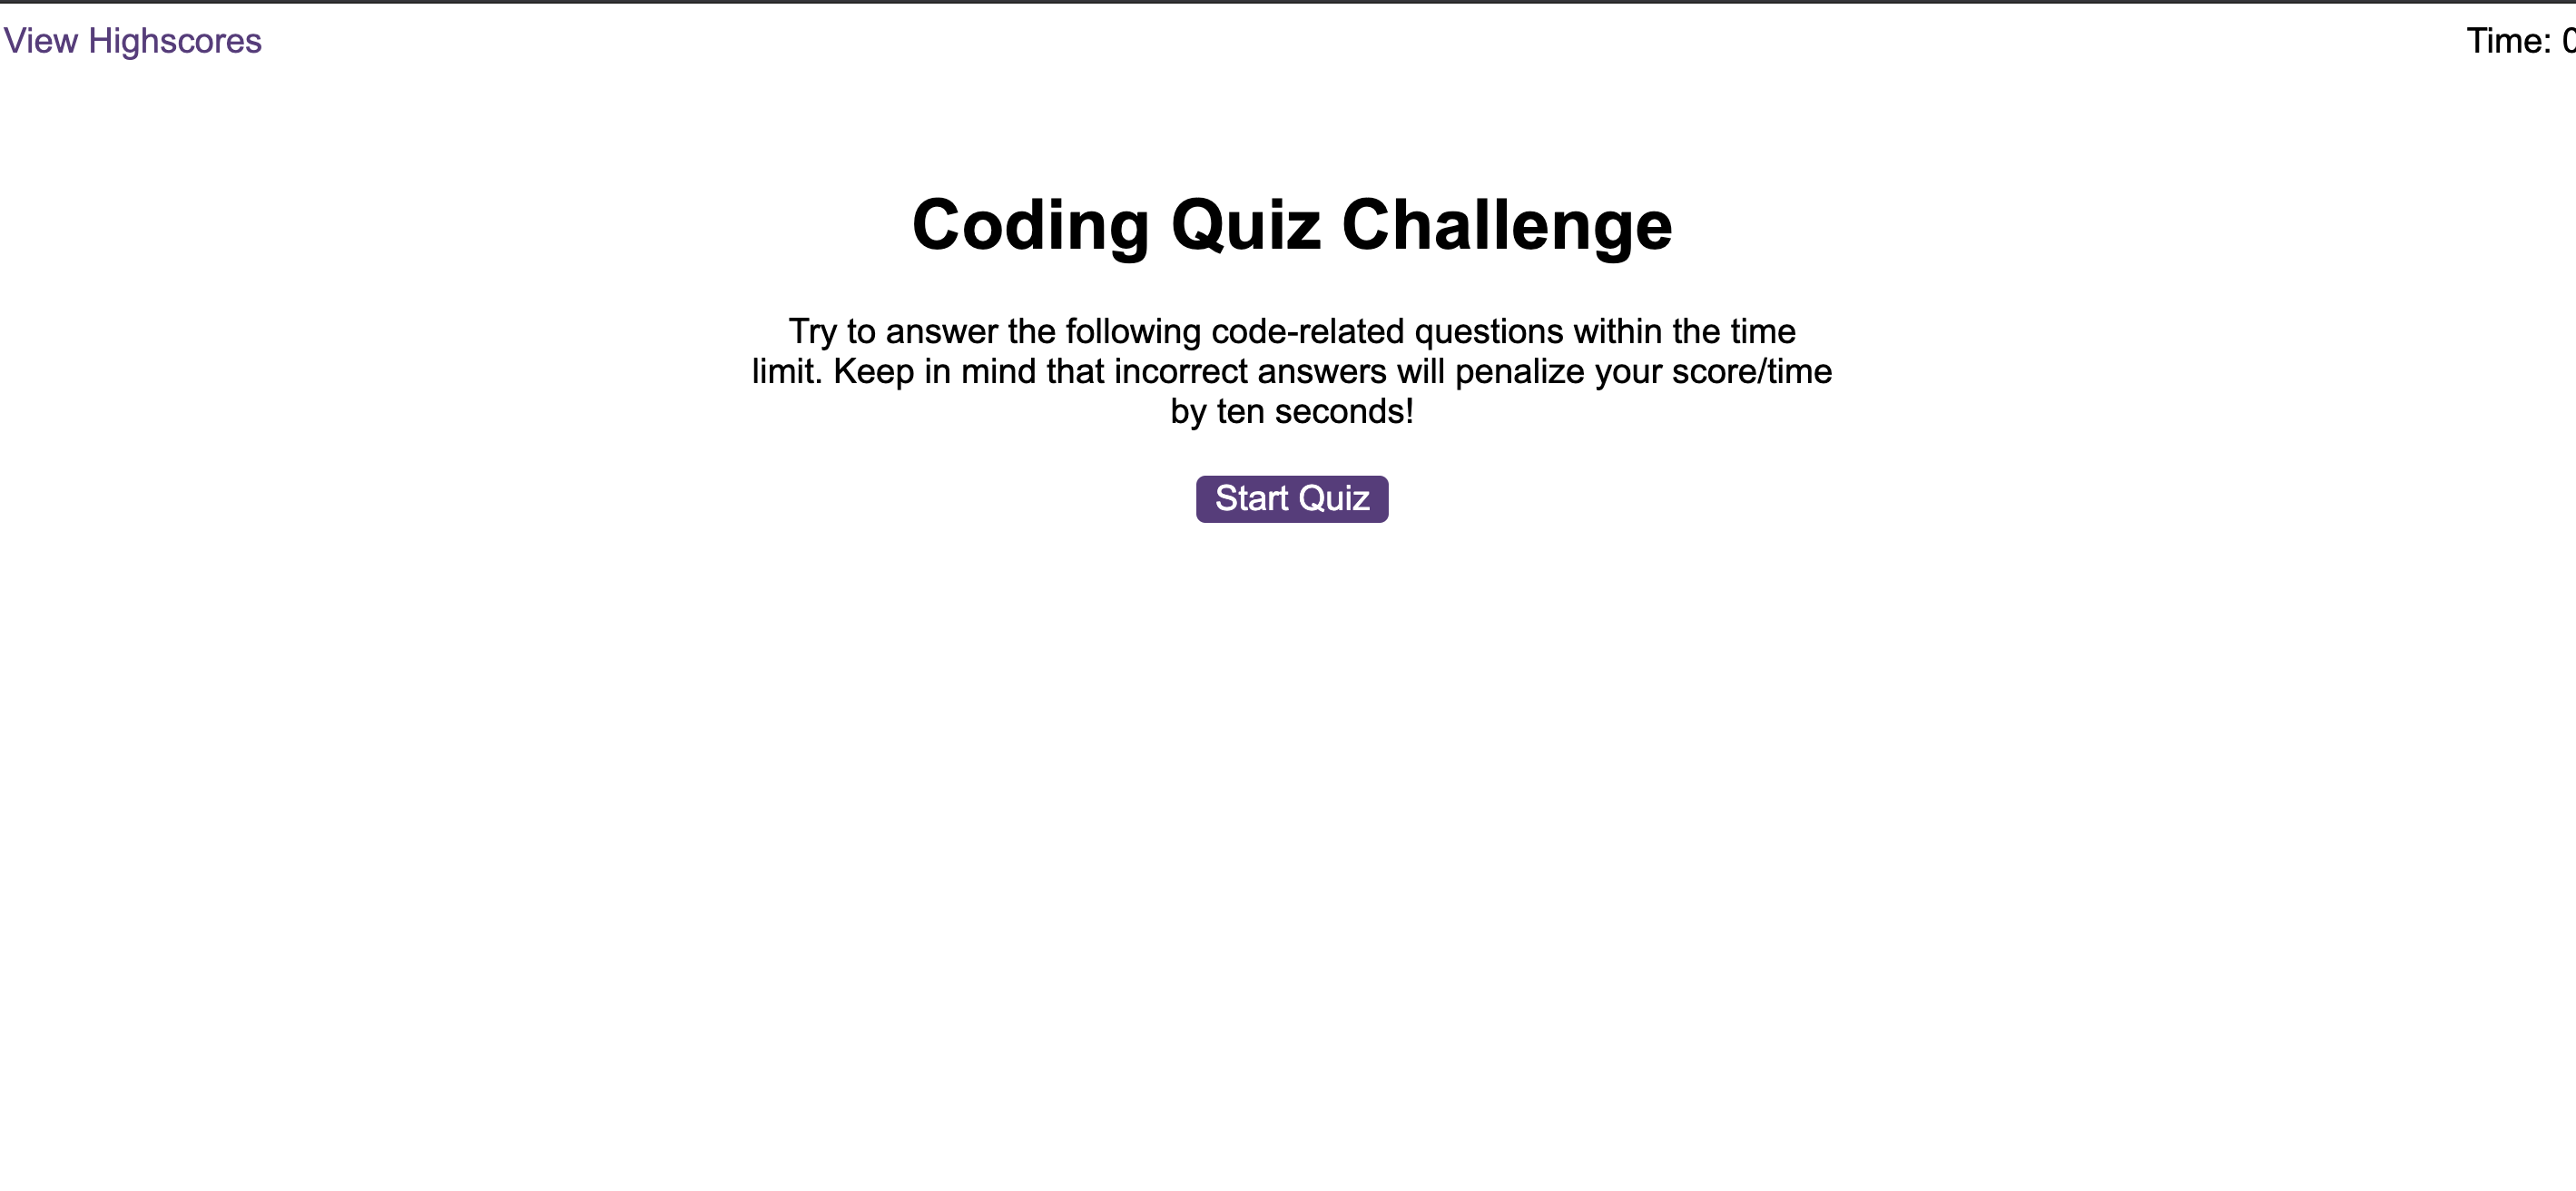 View Highscores
Time: 0
Coding Quiz Challenge
Try to answer the following code-related questions within the time
limit. Keep in mind that incorrect answers will penalize your score/time
by ten seconds!
Start Quiz